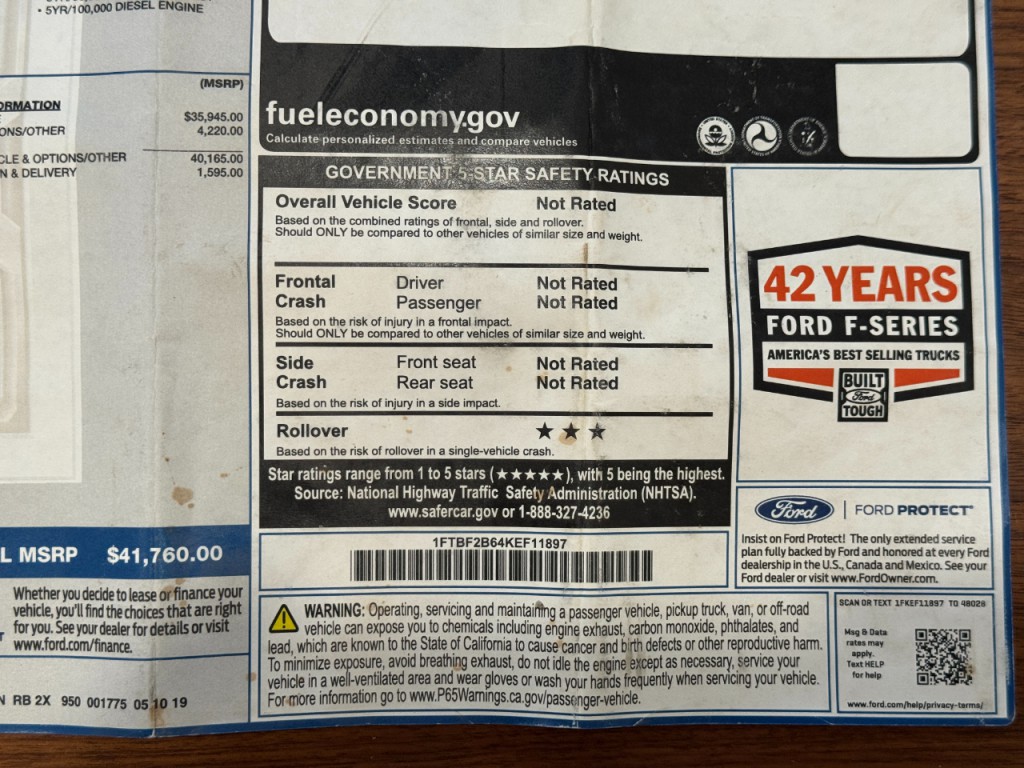 • 5YR/100,000 DIESEL ENGINE
(MSRP)
ORMATION
$35,945.00
ONS/OTHER 4,220.00
CLE & OPTIONS/OTHER 40,165.00
N & DELIVERY 1,595.00
L MSRP $41,760.00
Whether you decide to lease or finance your
vehicle, you'll find the choices that are right
for you. See your dealer for details or visit
www.ford.com/finance.
N RB 2X 950 001775 05 10 19
fueleconomy.gov
Calculate personalized estimates and compare vehicles
GOVERNMENT 5-STAR SAFETY RATINGS
Overall Vehicle Score Not Rated
Based on the combined ratings of frontal, side and rollover.
Should ONLY be compared to other vehicles of similar size and weight.
Frontal Driver Not Rated
Crash Passenger Not Rated
Based on the risk of injury in a frontal impact.
Should ONLY be compared to other vehicles of similar size and weight.
Side Front seat Not Rated
Crash Rear seat Not Rated
Based on the risk of injury in a side impact.
Rollover ★ ★ ★
Based on the risk of rollover in a single-vehicle crash.
Star ratings range from 1 to 5 stars (★★★★★), with 5 being the highest.
Source: National Highway Traffic Safety Administration (NHTSA).
www.safercar.gov or 1-888-327-4236
1FTBF2B64KEF11897
WARNING: Operating, servicing and maintaining a passenger vehicle, pickup truck, van, or off-road
vehicle can expose you to chemicals including engine exhaust, carbon monoxide, phthalates, and
lead, which are known to the State of California to cause cancer and birth defects or other reproductive harm.
To minimize exposure, avoid breathing exhaust, do not idle the engine except as necessary, service your
vehicle in a well-ventilated area and wear gloves or wash your hands frequently when servicing your vehicle.
For more information go to www.P65Warnings.ca.gov/passenger-vehicle.
42 YEARS
FORD F-SERIES
AMERICA'S BEST SELLING TRUCKS
BUILT
Ford
TOUGH
Ford | FORD PROTECT
Insist on Ford Protect! The only extended service
plan fully backed by Ford and honored at every Ford
dealership in the U.S., Canada and Mexico. See your
Ford dealer or visit www.FordOwner.com.
SCAN OR TEXT 1FKEF11897 TO 48028
Msg & Data
rates may
apply.
Text HELP
for help
www.ford.com/help/privacy-terms/